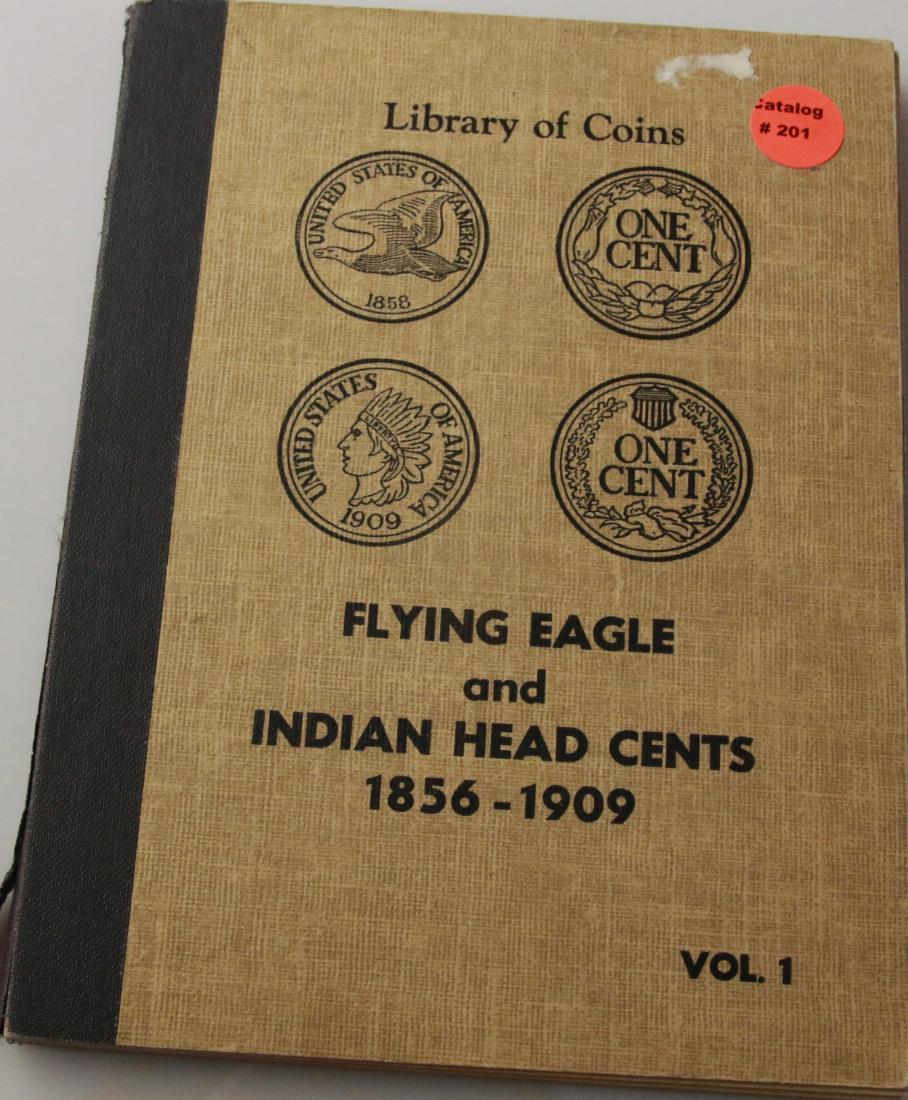 Library of Coins
Catalog
# 201
UNITED STATES OF AMERICA
1858
ONE
CENT
UNITED STATES OF AMERICA
LIBERTY
1909
ONE
CENT
FLYING EAGLE
and
INDIAN HEAD CENTS
1856-1909
VOL. 1